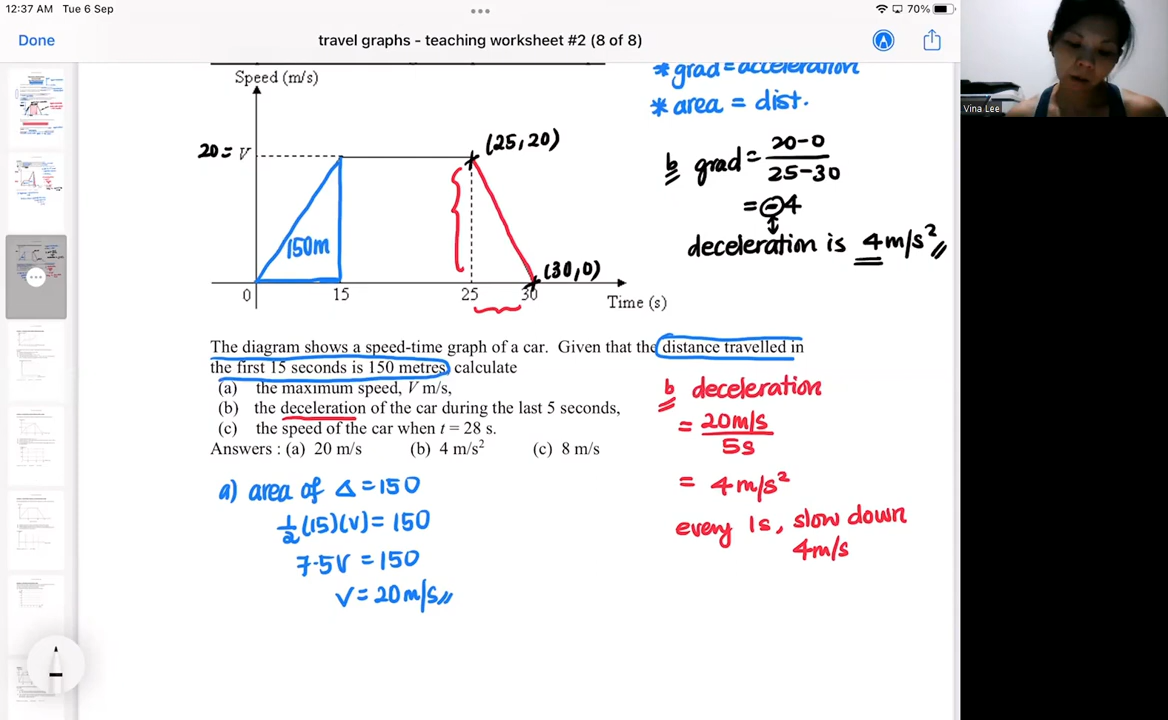 12:37 AM Tue 6 Sep
70%
Done
travel graphs - teaching worksheet #2 (8 of 8)
Vina Lee
Speed (m/s)
* grad = acceleration
* area = dist.
20 = V
(25, 20)
b grad = 20-0
25-30
= -4
deceleration is 4m/s²
150m
(30,0)
0 15 25 30 Time (s)
The diagram shows a speed-time graph of a car. Given that the distance travelled in
the first 15 seconds is 150 metres, calculate
(a) the maximum speed, V m/s,
(b) the deceleration of the car during the last 5 seconds,
(c) the speed of the car when t = 28 s.
Answers : (a) 20 m/s (b) 4 m/s² (c) 8 m/s
b deceleration
= 20m/s
5s
= 4m/s²
every 1s, slow down
4m/s
a) area of Δ = 150
½(15)(V) = 150
7.5V = 150
V = 20m/s